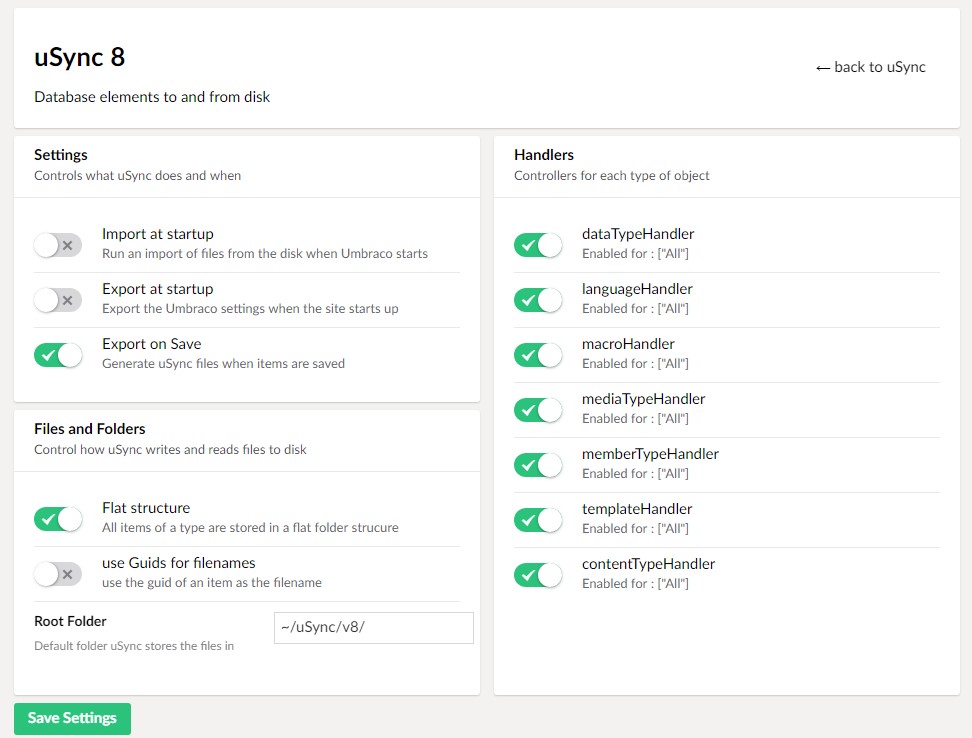 uSync 8
← back to uSync
Database elements to and from disk
Settings
Controls what uSync does and when
Import at startup
Run an import of files from the disk when Umbraco starts
Export at startup
Export the Umbraco settings when the site starts up
Export on Save
Generate uSync files when items are saved
Files and Folders
Control how uSync writes and reads files to disk
Flat structure
All items of a type are stored in a flat folder strucure
use Guids for filenames
use the guid of an item as the filename
Root Folder
~/uSync/v8/
Default folder uSync stores the files in
Handlers
Controllers for each type of object
dataTypeHandler
Enabled for : ["All"]
languageHandler
Enabled for : ["All"]
macroHandler
Enabled for : ["All"]
mediaTypeHandler
Enabled for : ["All"]
memberTypeHandler
Enabled for : ["All"]
templateHandler
Enabled for : ["All"]
contentTypeHandler
Enabled for : ["All"]
Save Settings